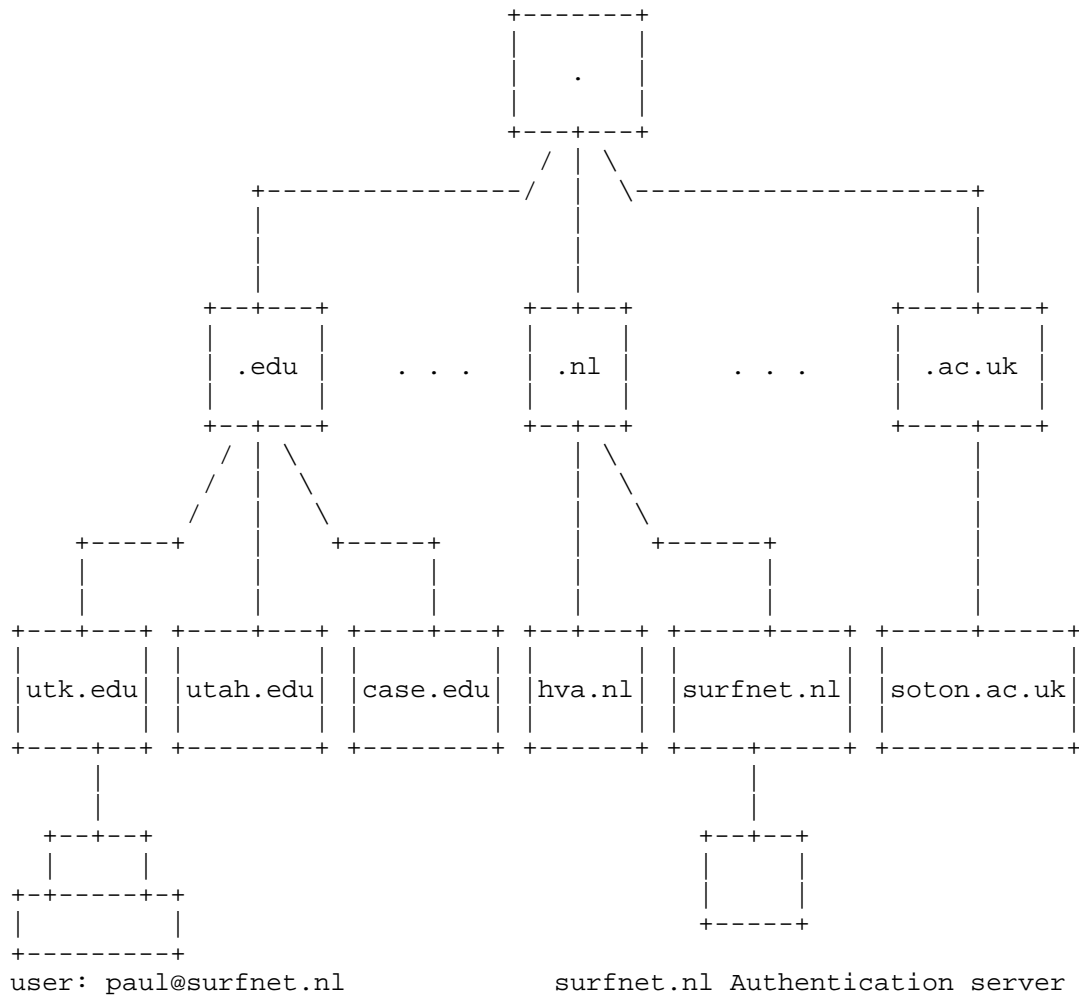 .
.edu . . . .nl . . . .ac.uk
utk.edu utah.edu case.edu hva.nl surfnet.nl soton.ac.uk
user: paul@surfnet.nl surfnet.nl Authentication server